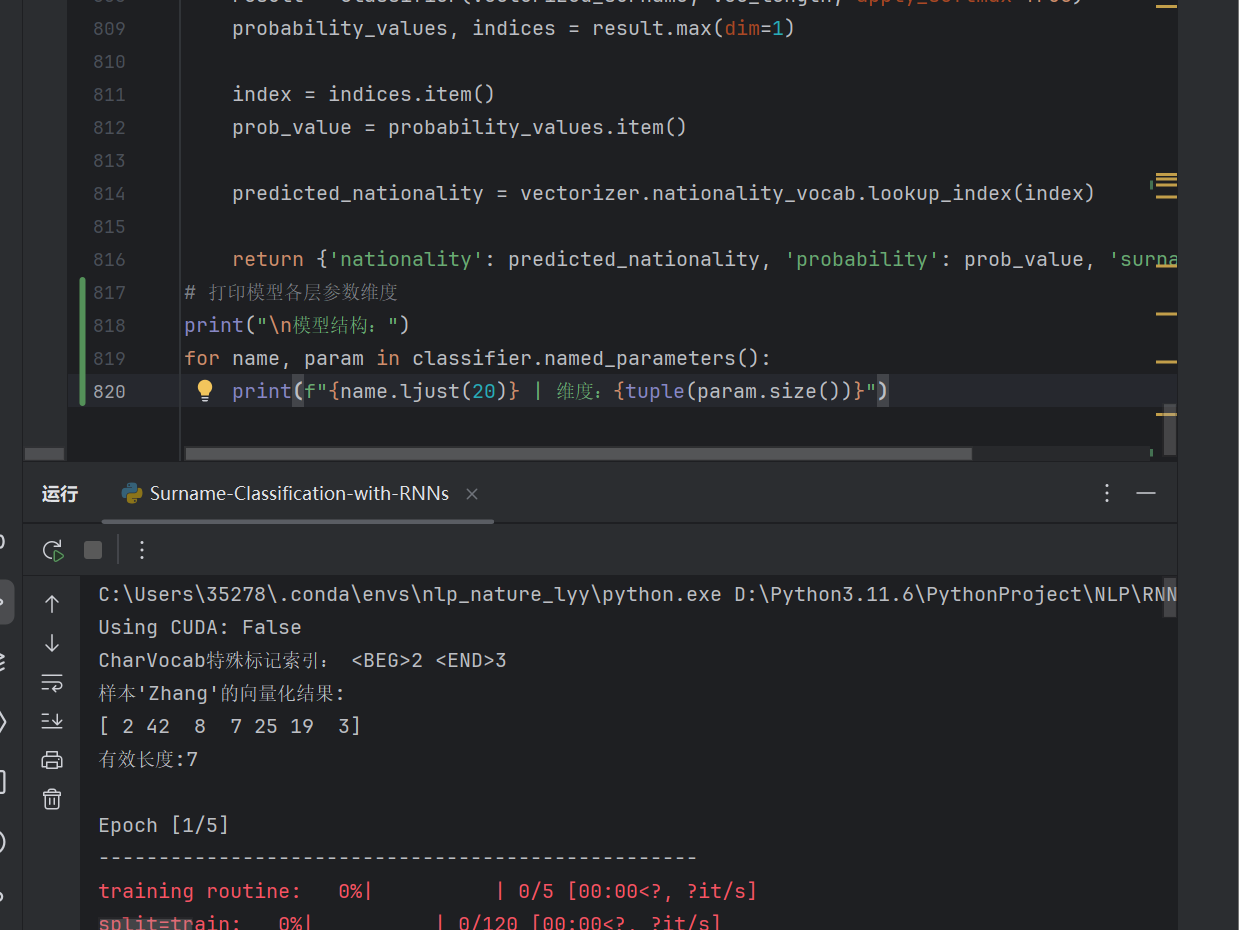 809 probability_values, indices = result.max(dim=1)
810
811 index = indices.item()
812 prob_value = probability_values.item()
813
814 predicted_nationality = vectorizer.nationality_vocab.lookup_index(index)
815
816 return {'nationality': predicted_nationality, 'probability': prob_value, 'surna
817 # 打印模型各层参数维度
818 print("\n模型结构：")
819 for name, param in classifier.named_parameters():
820 print(f"{name.ljust(20)} | 维度：{tuple(param.size())}")
运行 Surname-Classification-with-RNNs
C:\Users\35278\.conda\envs\nlp_nature_lyy\python.exe D:\Python3.11.6\PythonProject\NLP\RNN
Using CUDA: False
CharVocab特殊标记索引： <BEG>2 <END>3
样本'Zhang'的向量化结果:
[ 2 42  8  7 25 19  3]
有效长度:7
Epoch [1/5]
--------------------------------------------------
training routine:   0%|          | 0/5 [00:00<?, ?it/s]
split=train:   0%|          | 0/120 [00:00<?, ?it/s]